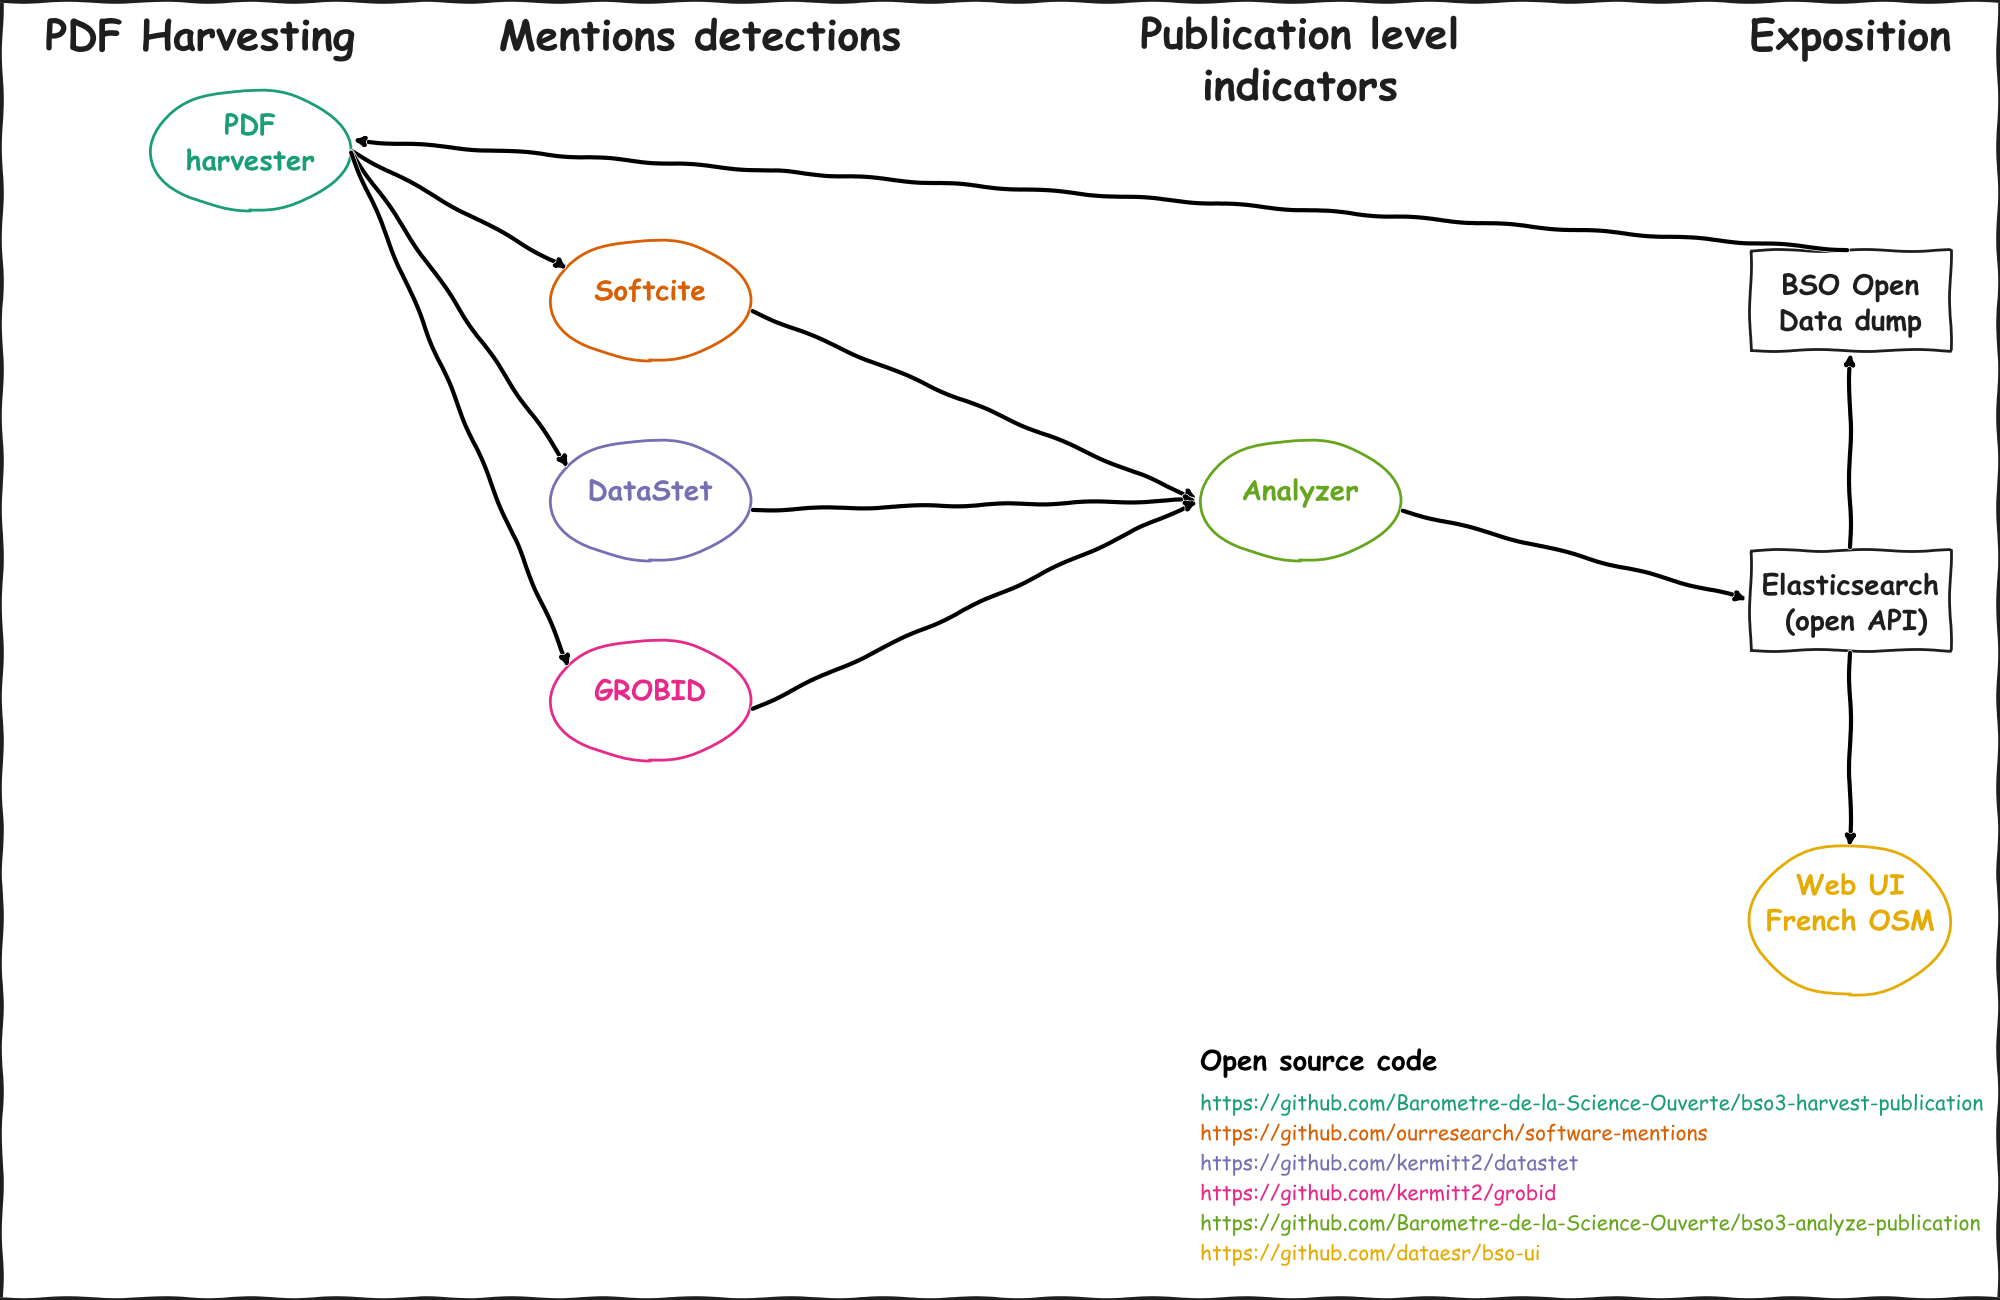 PDF Harvesting
Mentions detections
Publication level
indicators
Exposition
PDF
harvester
Softcite
DataStet
GROBID
Analyzer
BSO Open
Data dump
Elasticsearch
(open API)
Web UI
French OSM
Open source code
https://github.com/Barometre-de-la-Science-Ouverte/bso3-harvest-publication
https://github.com/ourresearch/software-mentions
https://github.com/kermitt2/datastet
https://github.com/kermitt2/grobid
https://github.com/Barometre-de-la-Science-Ouverte/bso3-analyze-publication
https://github.com/dataesr/bso-ui